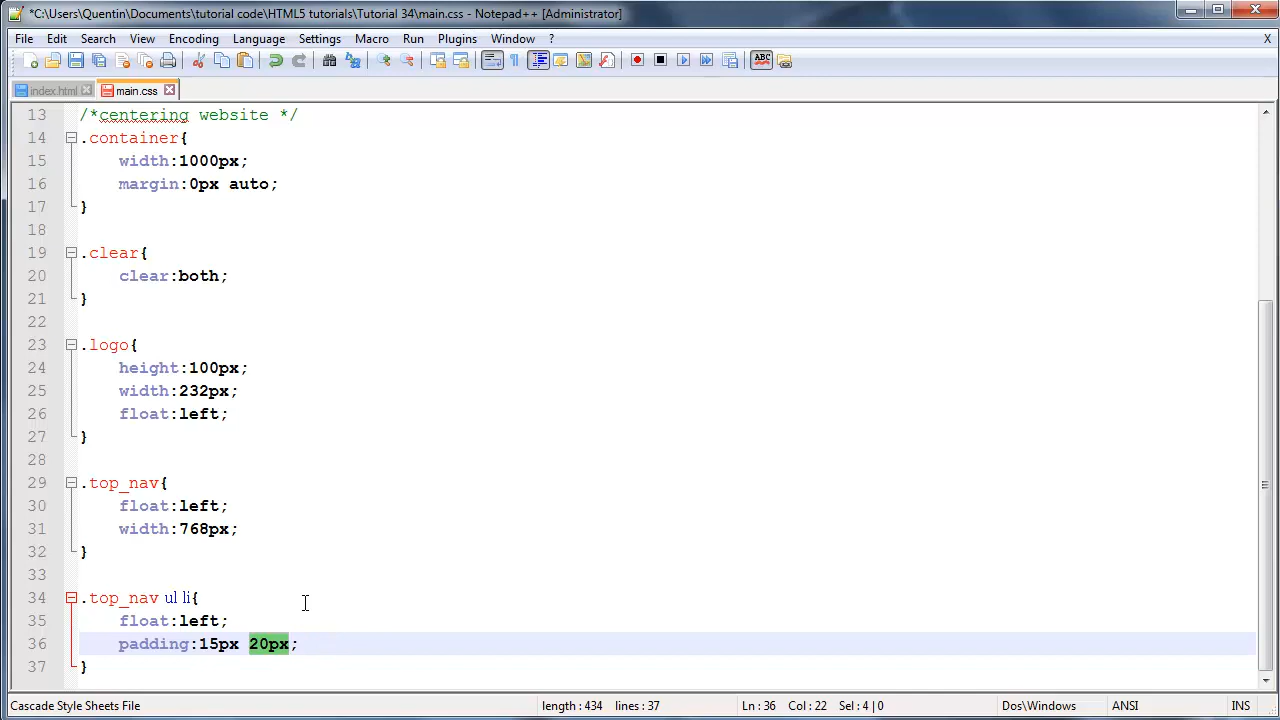 *C:\Users\Quentin\Documents\tutorial code\HTML5 tutorials\Tutorial 34\main.css - Notepad++ [Administrator]
File Edit Search View Encoding Language Settings Macro Run Plugins Window ? X
index.html main.css
13 /*centering website */
14 .container{
15 width:1000px;
16 margin:0px auto;
17 }
18
19 .clear{
20 clear:both;
21 }
22
23 .logo{
24 height:100px;
25 width:232px;
26 float:left;
27 }
28
29 .top_nav{
30 float:left;
31 width:768px;
32 }
33
34 .top_nav ul li{
35 float:left;
36 padding:15px 20px;
37 }
Cascade Style Sheets File length : 434 lines : 37 Ln : 36 Col : 22 Sel : 4 | 0 Dos\Windows ANSI INS